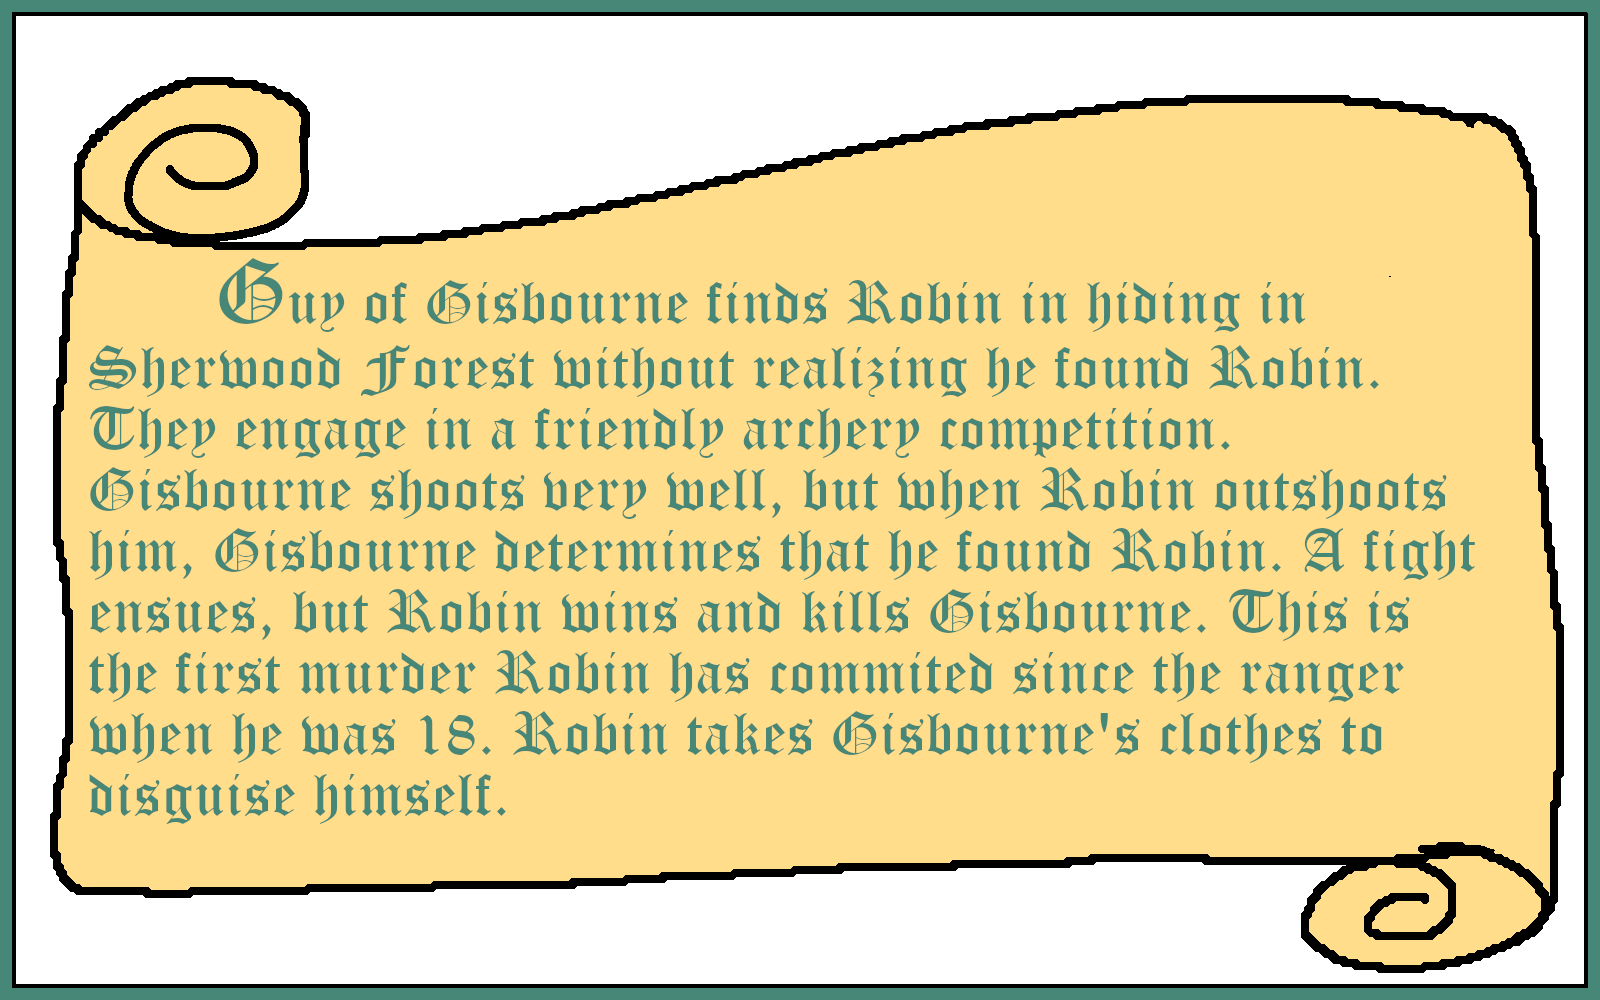 Guy of Gisbourne finds Robin in hiding in
Sherwood Forest without realizing he found Robin.
They engage in a friendly archery competition.
Gisbourne shoots very well, but when Robin outshoots
him, Gisbourne determines that he found Robin. A fight
ensues, but Robin wins and kills Gisbourne. This is
the first murder Robin has commited since the ranger
when he was 18. Robin takes Gisbourne's clothes to
disguise himself.